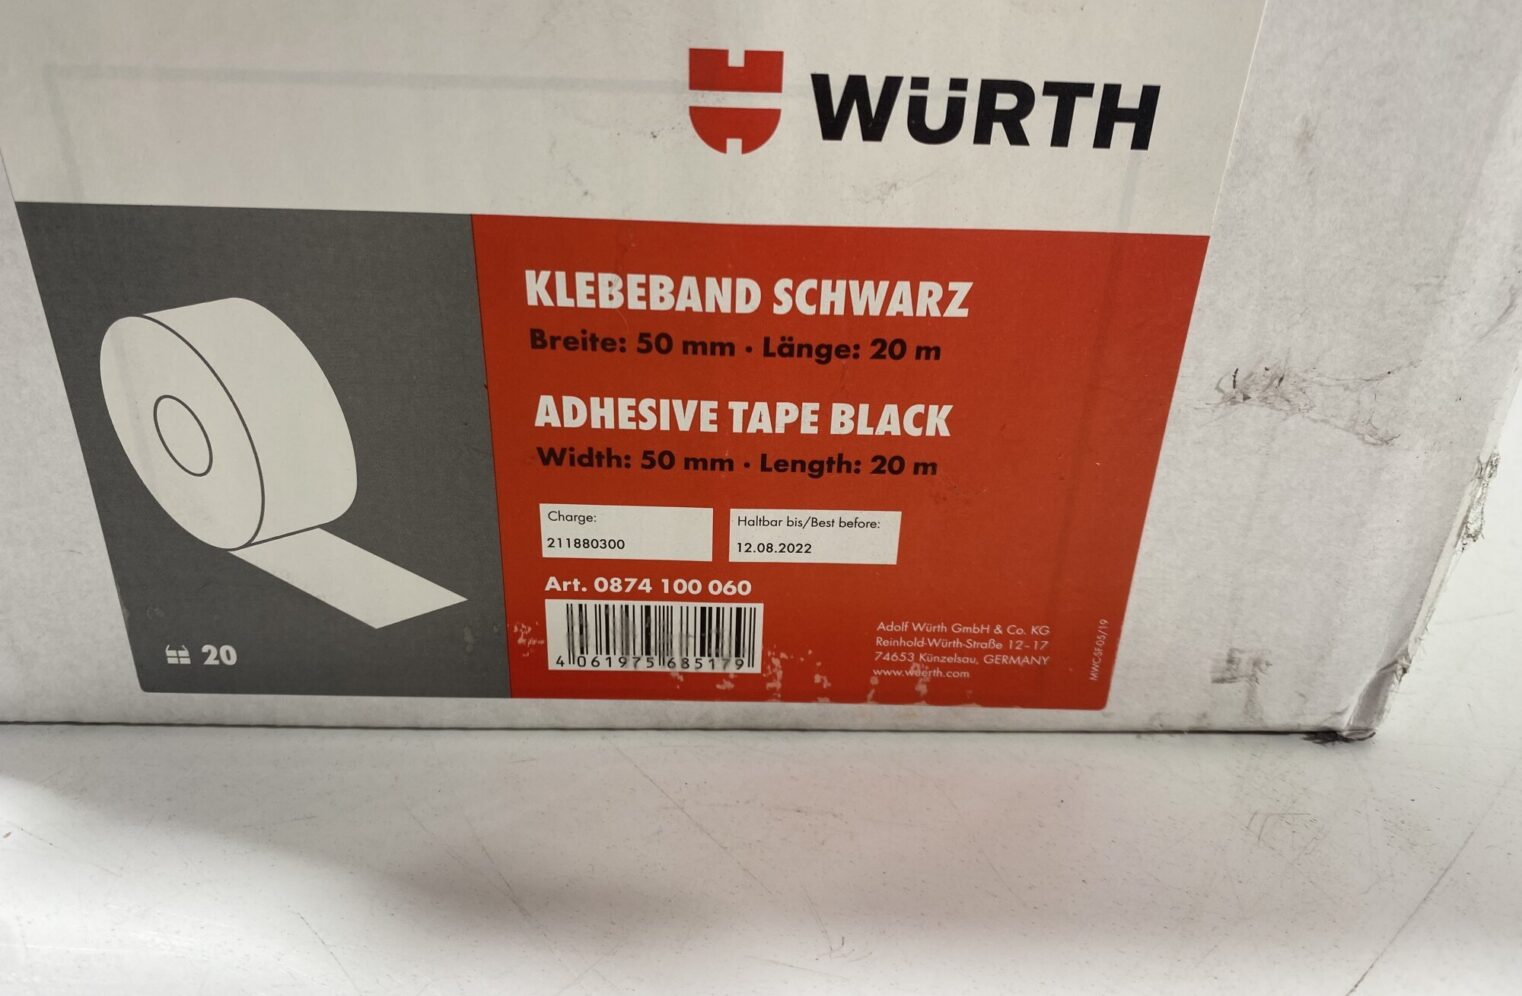 WÜRTH
KLEBEBAND SCHWARZ
Breite: 50 mm · Länge: 20 m
ADHESIVE TAPE BLACK
Width: 50 mm · Length: 20 m
Charge:
211880300
Haltbar bis/Best before:
12.08.2022
Art. 0874 100 060
4 061975 685179
20
Adolf Würth GmbH & Co. KG
Reinhold-Würth-Straße 12-17
74653 Künzelsau, GERMANY
www.wuerth.com
MWC-SF-05/19